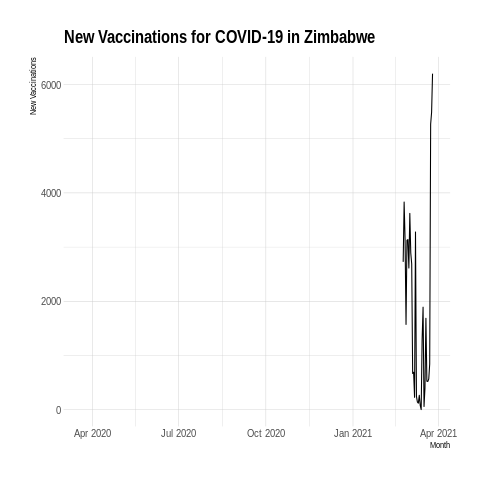 New Vaccinations for COVID-19 in Zimbabwe
New Vaccinations
6000
4000
2000
0
Apr 2020 Jul 2020 Oct 2020 Jan 2021 Apr 2021
Month